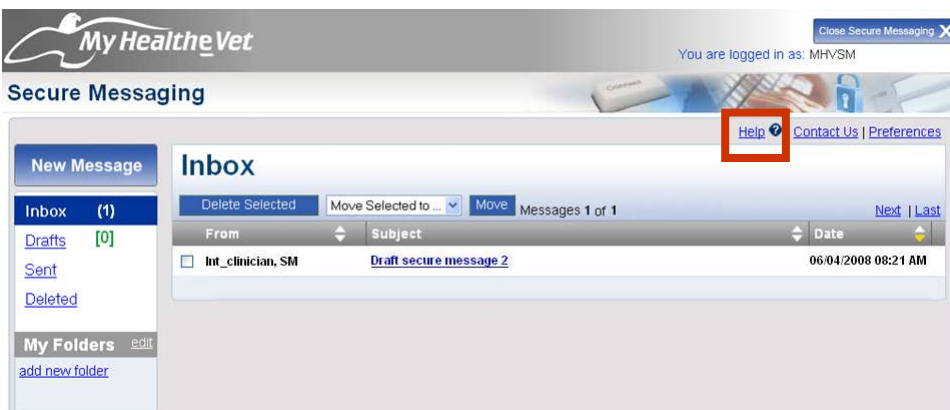 My HealtheVet
Close Secure Messaging X
You are logged in as: MHVSM
Secure Messaging
Connect
Help ? Contact Us | Preferences
New Message
Inbox (1)
Drafts [0]
Sent
Deleted
My Folders edit
add new folder
Inbox
Delete Selected Move Selected to ... Move Messages 1 of 1 Next | Last
From Subject Date
Int_clinician, SM Draft secure message 2 06/04/2008 08:21 AM